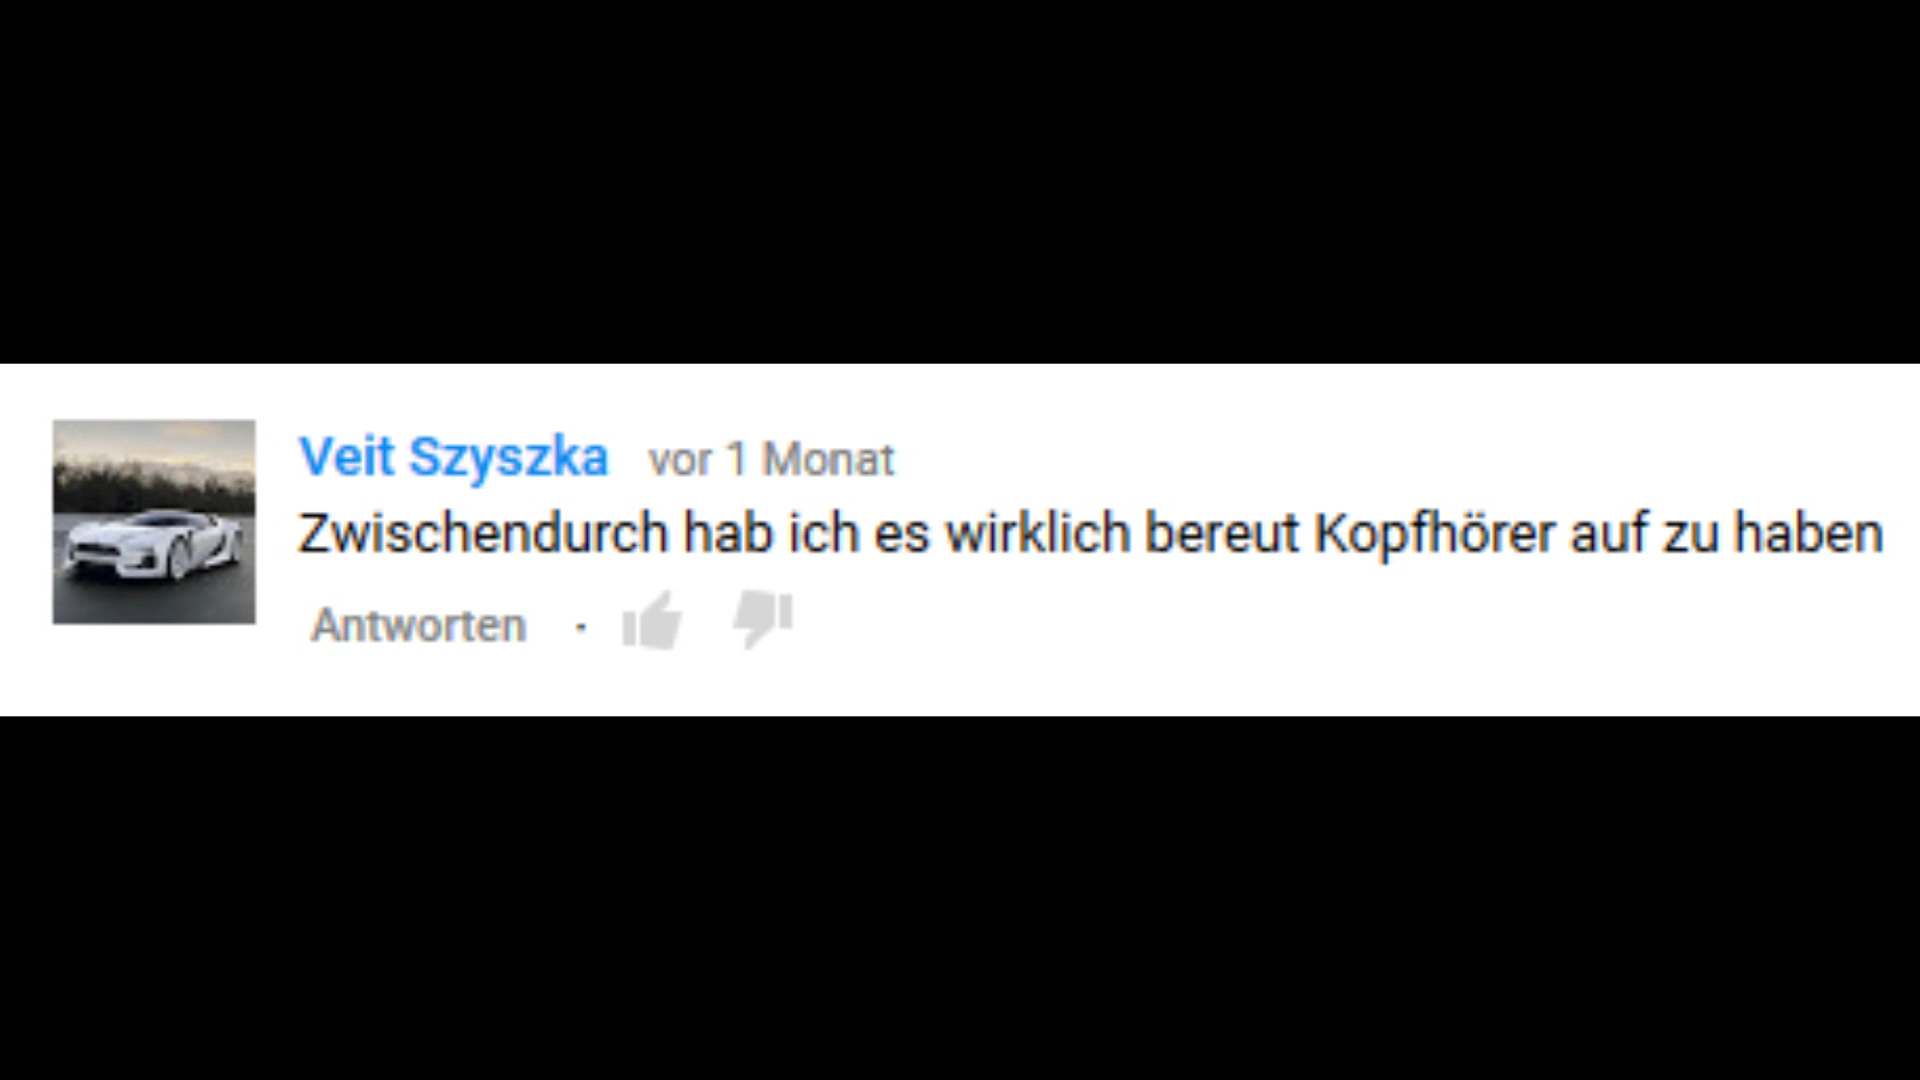 Veit Szyszka vor 1 Monat
Zwischendurch hab ich es wirklich bereut Kopfhörer auf zu haben
Antworten ·